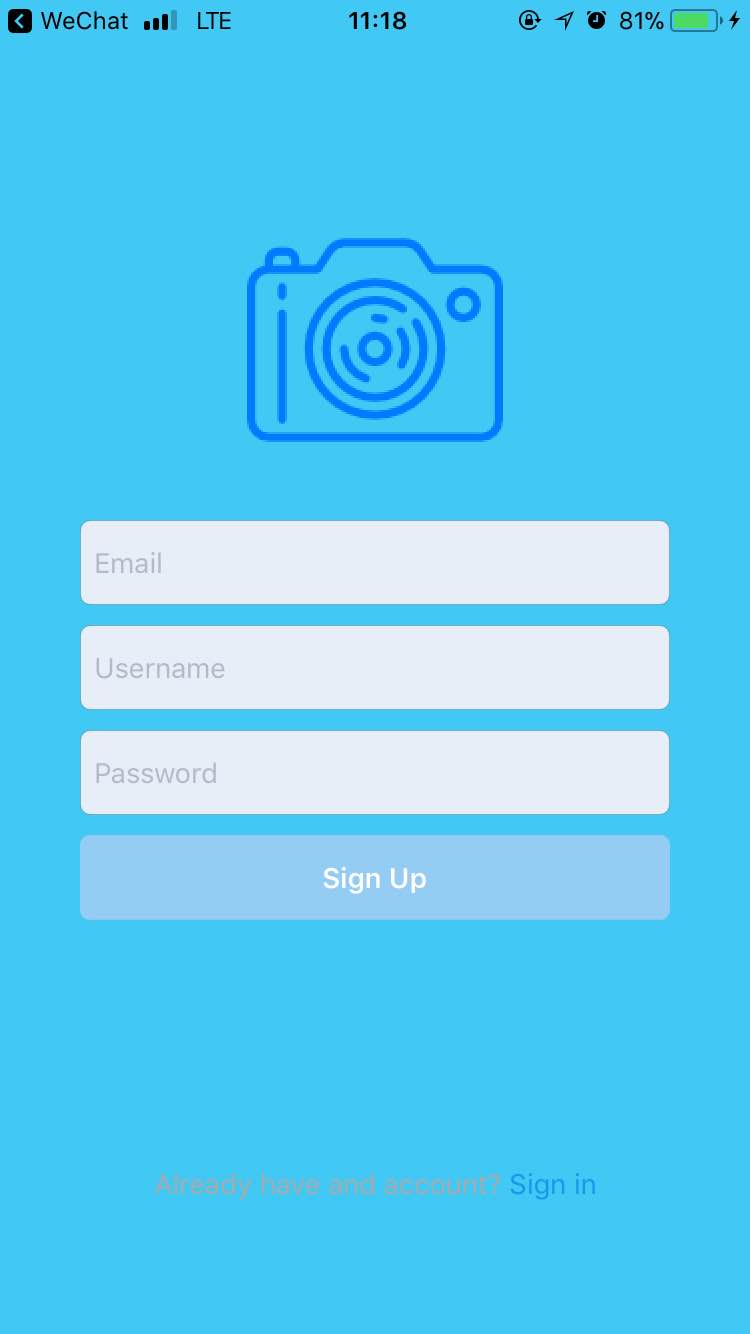 WeChat LTE 11:18 81%
Email
Username
Password
Sign Up
Already have and account? Sign in